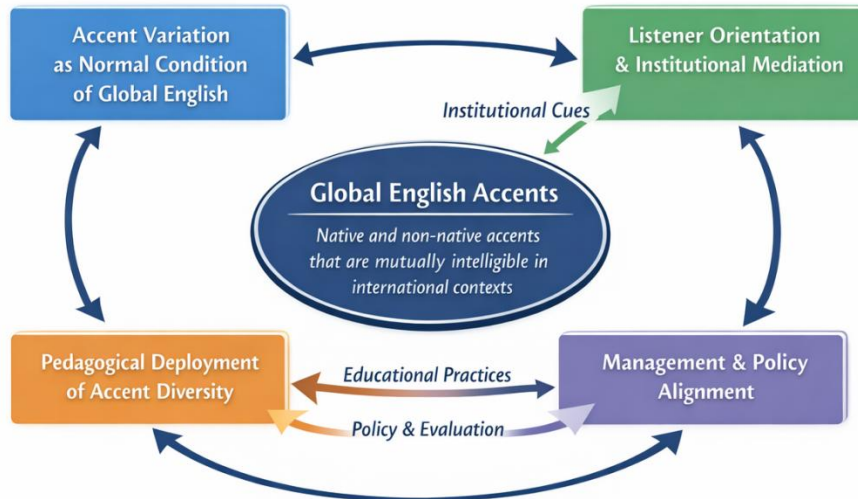 Accent Variation
as Normal Condition
of Global English
Listener Orientation
& Institutional Mediation
Institutional Cues
Global English Accents
Native and non-native accents
that are mutually intelligible in
international contexts
Pedagogical Deployment
of Accent Diversity
Educational Practices
Policy & Evaluation
Management & Policy
Alignment